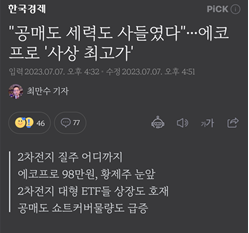 한국경제
PiCK
"공매도 세력도 사들였다"…에코
프로 '사상 최고가'
입력 2023.07.07. 오후 4:32 · 수정 2023.07.07. 오후 4:51
최만수 기자
46
2차전지 질주 어디까지
에코프로 98만원, 황제주 눈앞
2차전지 대형 ETF들 상장도 호재
공매도 쇼트커버물량도 급증